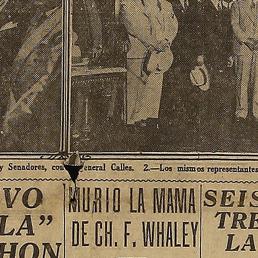 y Senadores, con General Calles. 2.—Los mismos representantes
VO
LA"
HON
MURIO LA MAMA
DE CH. F. WHALEY
SEIS
TRE
LA